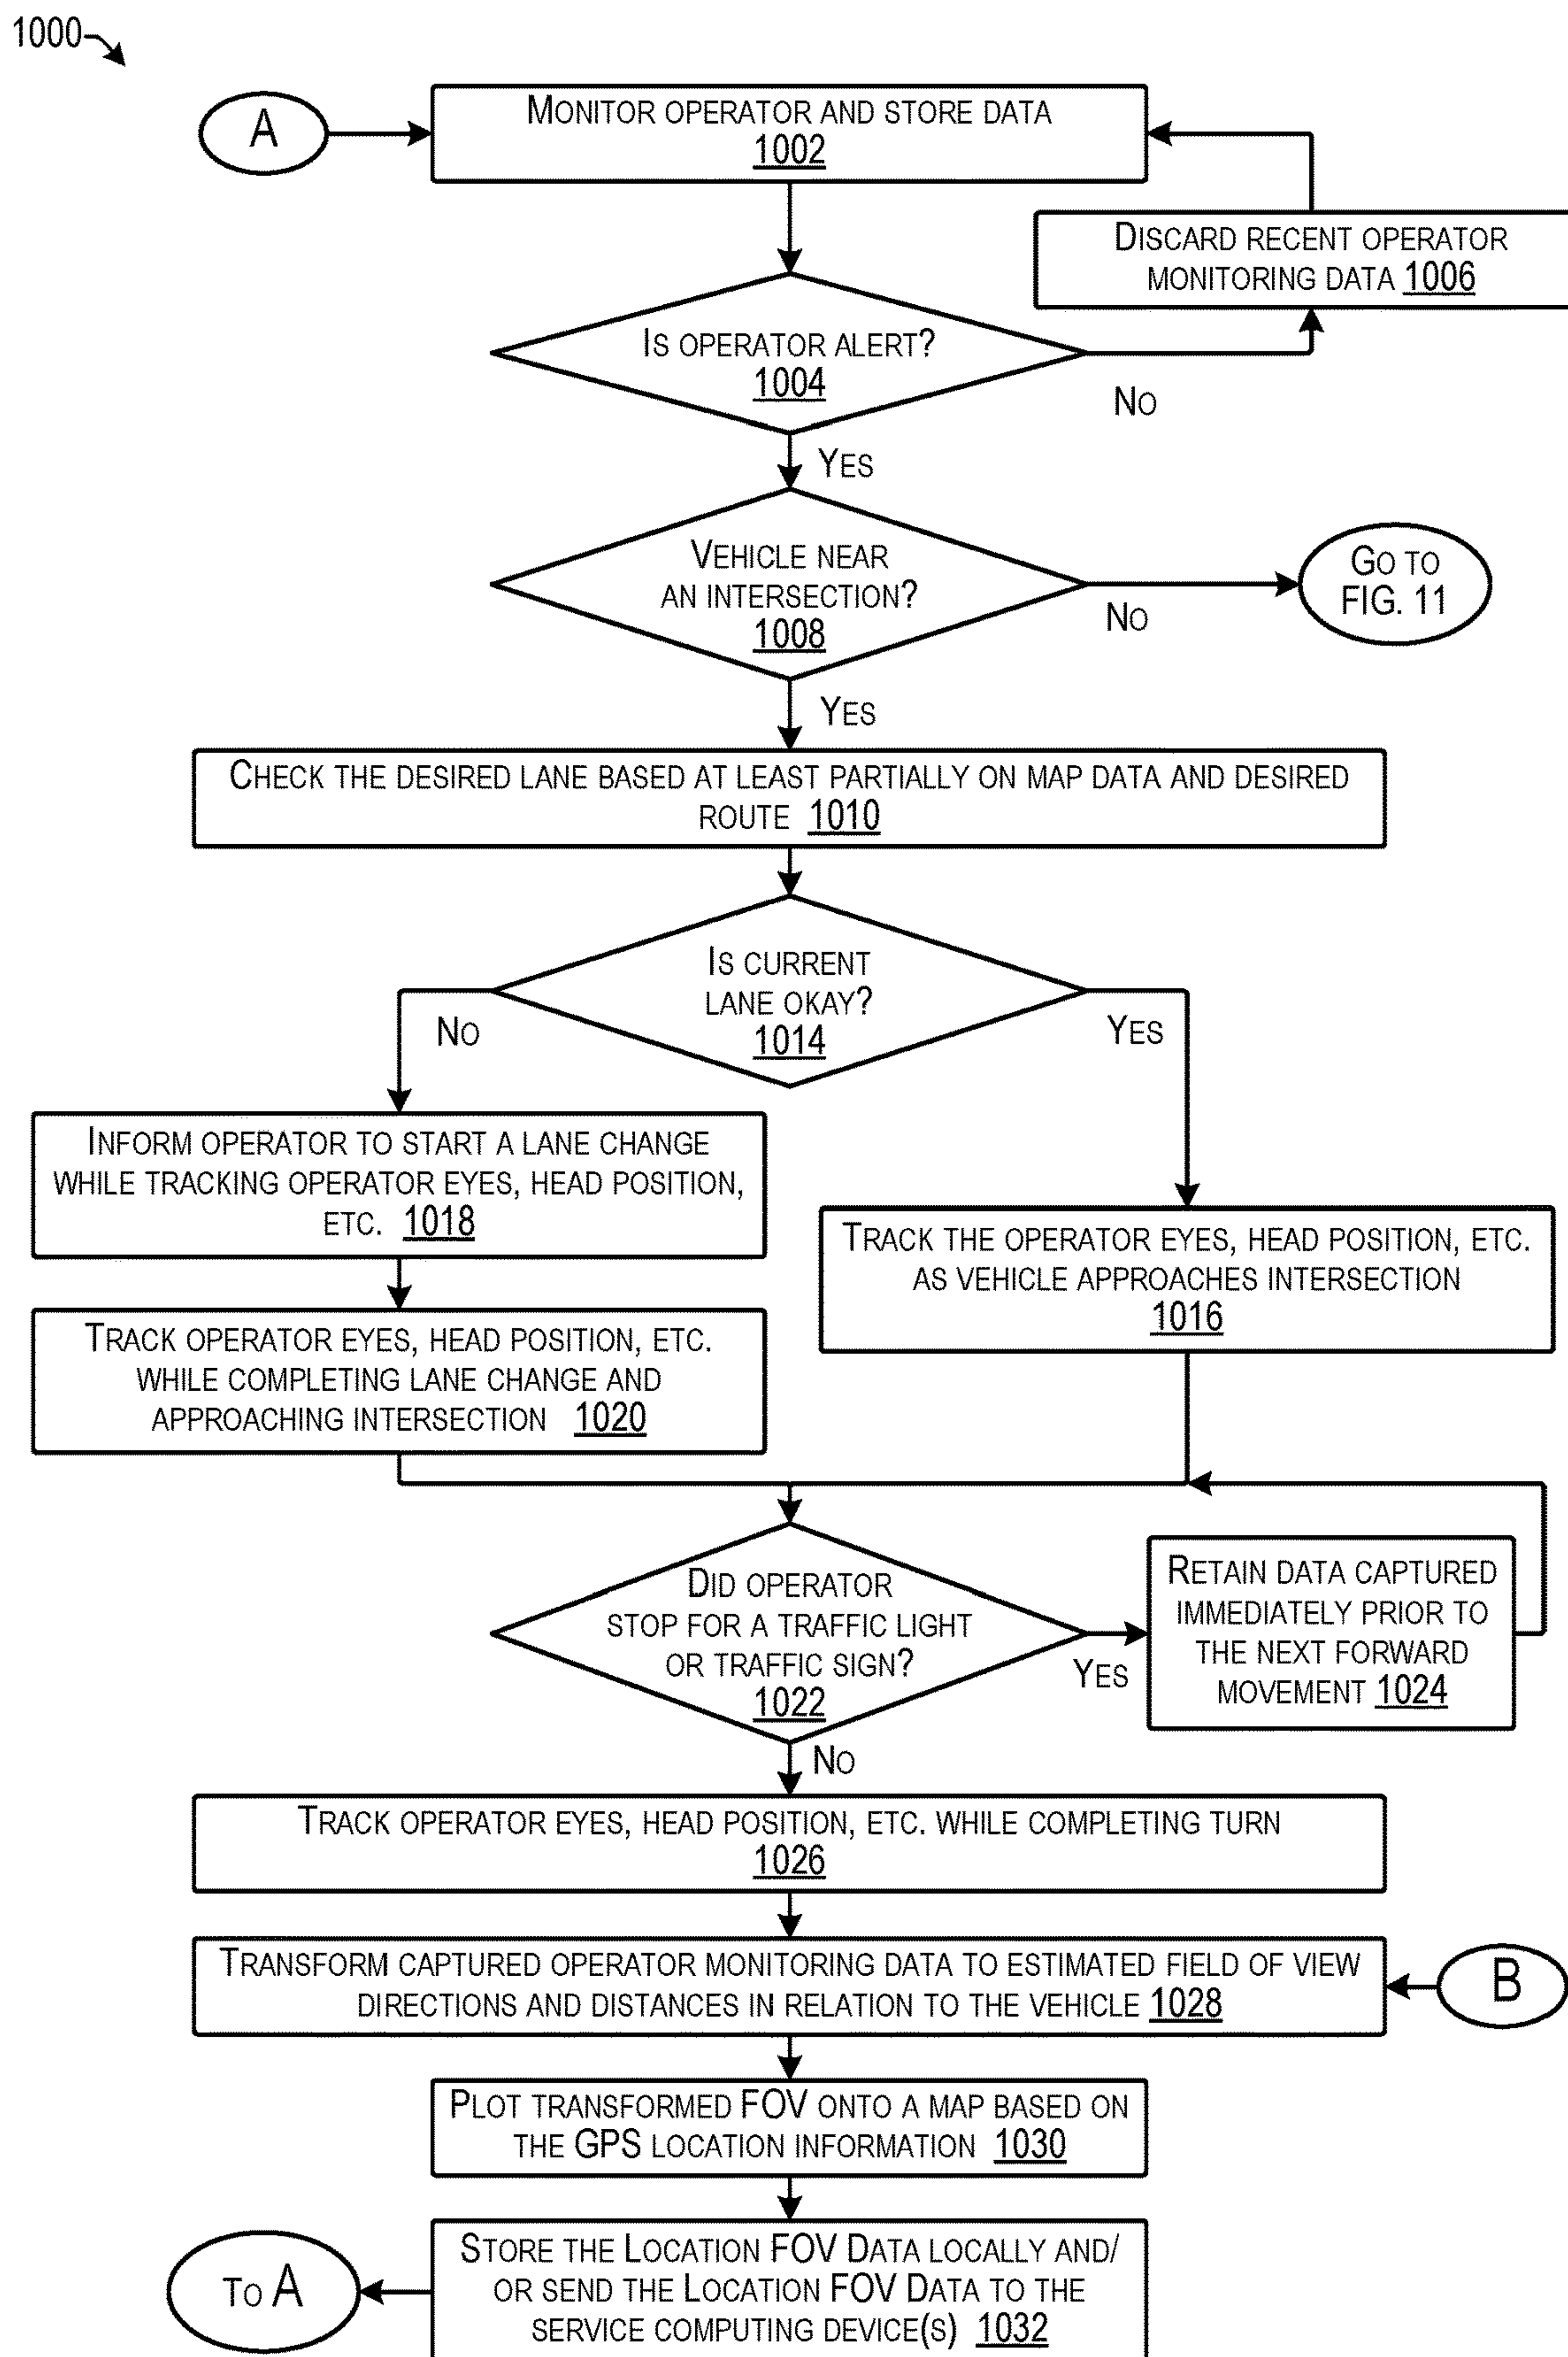 1000
A
MONITOR OPERATOR AND STORE DATA
1002
DISCARD RECENT OPERATOR
MONITORING DATA 1006
IS OPERATOR ALERT?
1004
NO
YES
VEHICLE NEAR
AN INTERSECTION?
1008
NO
GO TO
FIG. 11
YES
CHECK THE DESIRED LANE BASED AT LEAST PARTIALLY ON MAP DATA AND DESIRED
ROUTE 1010
IS CURRENT
LANE OKAY?
1014
NO
YES
INFORM OPERATOR TO START A LANE CHANGE
WHILE TRACKING OPERATOR EYES, HEAD POSITION,
ETC. 1018
TRACK THE OPERATOR EYES, HEAD POSITION, ETC.
AS VEHICLE APPROACHES INTERSECTION
1016
TRACK OPERATOR EYES, HEAD POSITION, ETC.
WHILE COMPLETING LANE CHANGE AND
APPROACHING INTERSECTION 1020
DID OPERATOR
STOP FOR A TRAFFIC LIGHT
OR TRAFFIC SIGN?
1022
YES
RETAIN DATA CAPTURED
IMMEDIATELY PRIOR TO
THE NEXT FORWARD
MOVEMENT 1024
NO
TRACK OPERATOR EYES, HEAD POSITION, ETC. WHILE COMPLETING TURN
1026
TRANSFORM CAPTURED OPERATOR MONITORING DATA TO ESTIMATED FIELD OF VIEW
DIRECTIONS AND DISTANCES IN RELATION TO THE VEHICLE 1028
B
PLOT TRANSFORMED FOV ONTO A MAP BASED ON
THE GPS LOCATION INFORMATION 1030
STORE THE LOCATION FOV DATA LOCALLY AND/
OR SEND THE LOCATION FOV DATA TO THE
SERVICE COMPUTING DEVICE(S) 1032
TO A